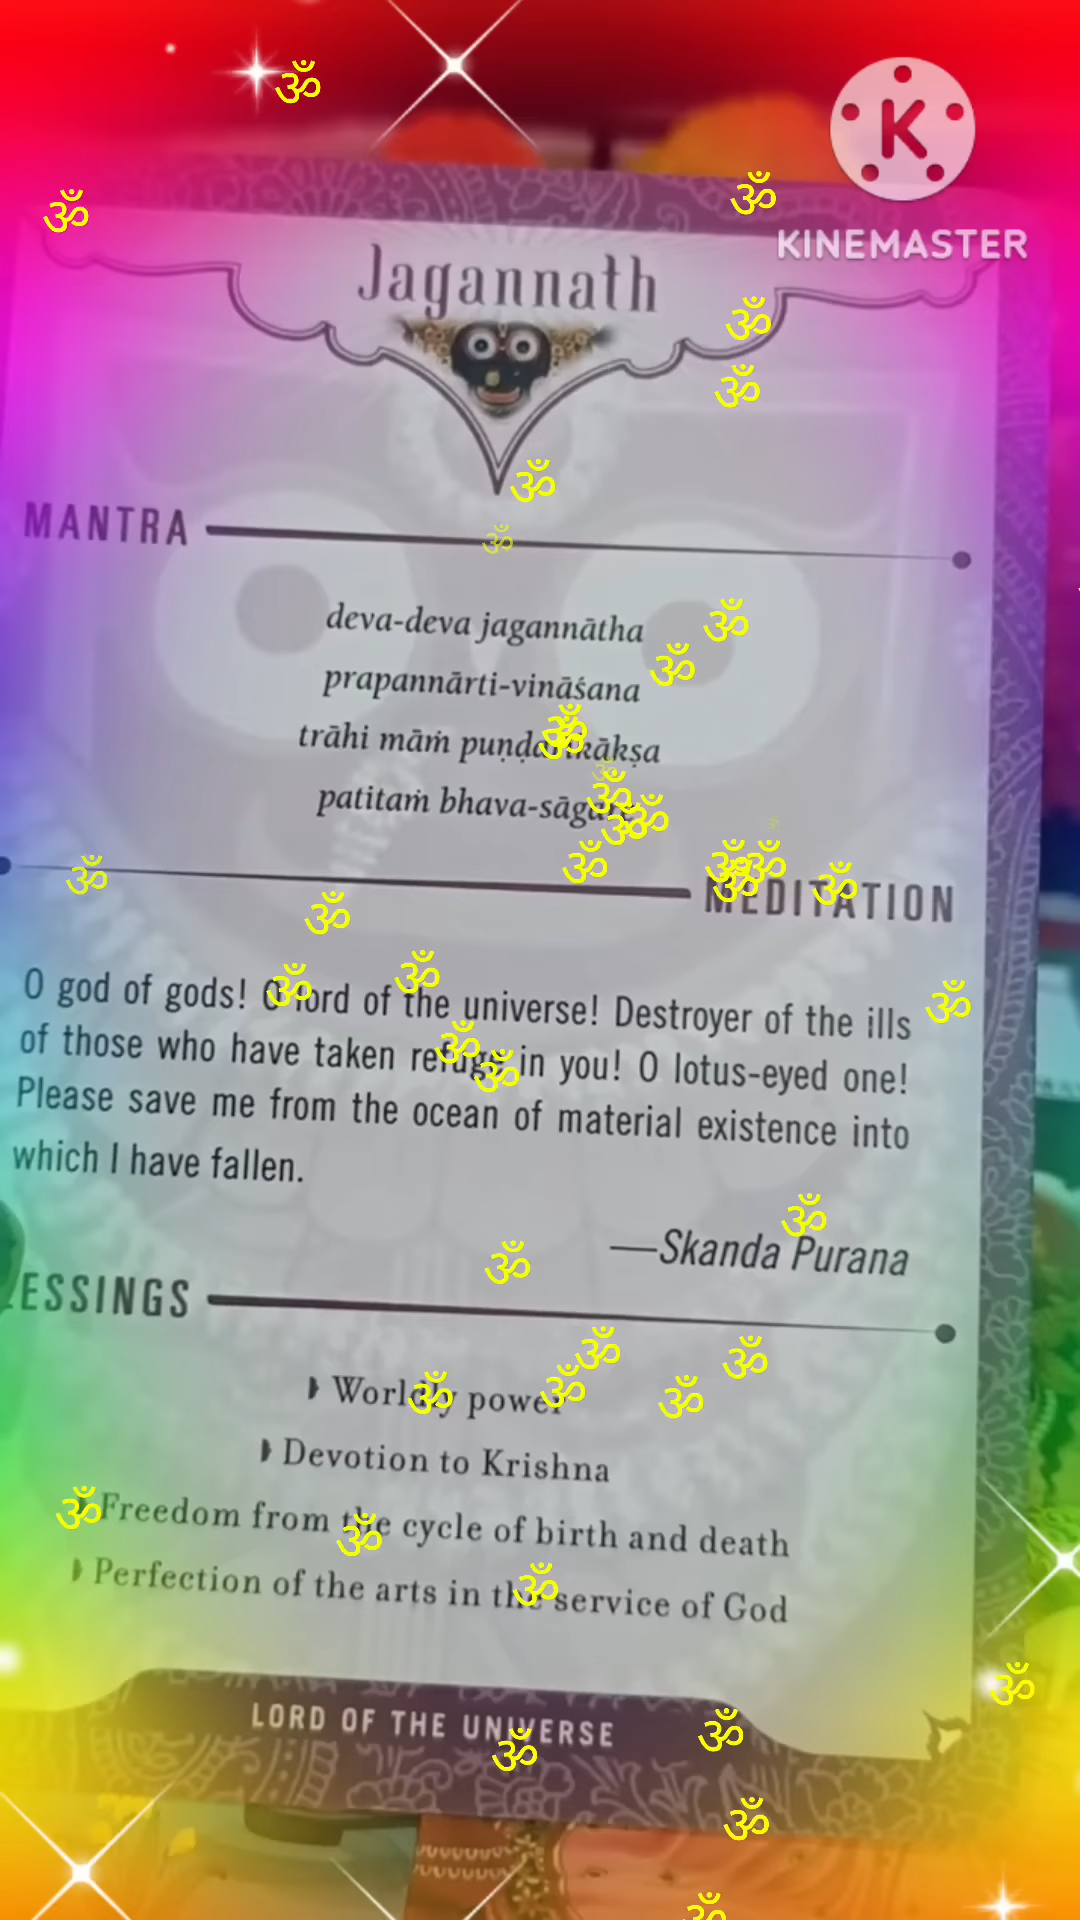 KINEMASTER
Jagannath
MANTRA
deva-deva jagannātha
prapannārti-vināśana
trāhi māṁ puṇḍarīkākṣa
patitaṁ bhava-sāgare
MEDITATION
O god of gods! O lord of the universe! Destroyer of the ills
of those who have taken refuge in you! O lotus-eyed one!
Please save me from the ocean of material existence into
which I have fallen.
—Skanda Purana
ESSINGS
Worldly power
Devotion to Krishna
Freedom from the cycle of birth and death
Perfection of the arts in the service of God
LORD OF THE UNIVERSE